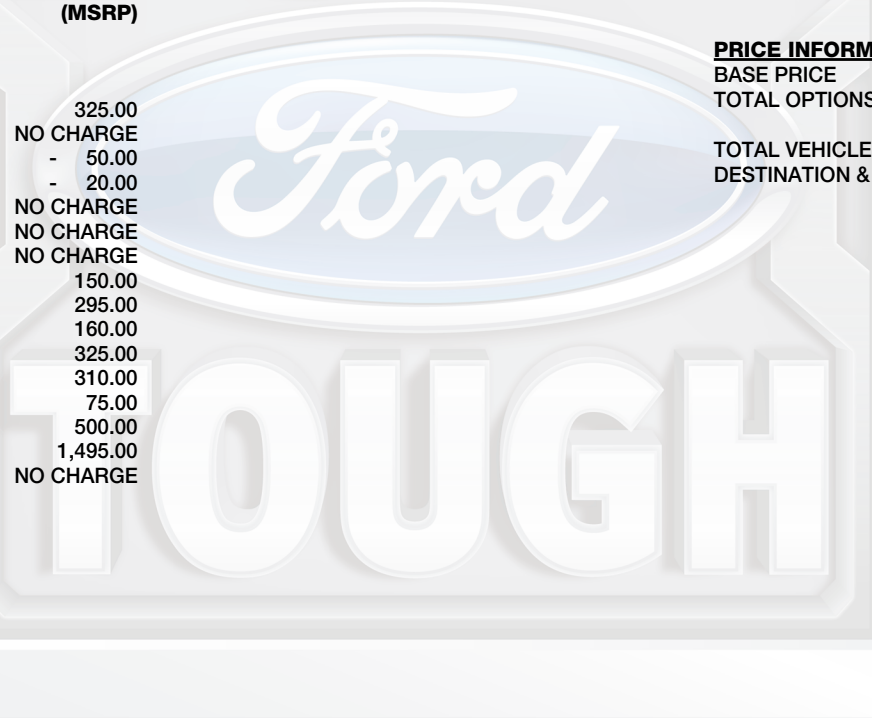 (MSRP)
325.00
NO CHARGE
- 50.00
- 20.00
NO CHARGE
NO CHARGE
NO CHARGE
150.00
295.00
160.00
325.00
310.00
75.00
500.00
1,495.00
NO CHARGE
PRICE INFORM
BASE PRICE
TOTAL OPTIONS
TOTAL VEHICLE
DESTINATION &
Ford
TOUGH